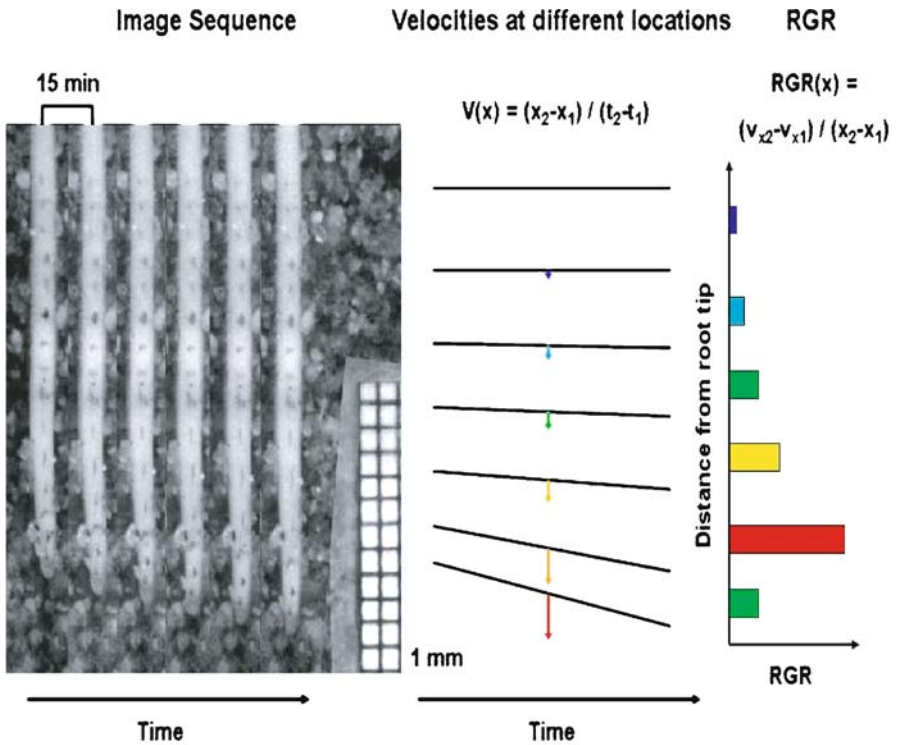 Image Sequence
Velocities at different locations
RGR
15 min
V(x) = (x₂-x₁) / (t₂-t₁)
RGR(x) =
(vₓ₂-vₓ₁) / (x₂-x₁)
Distance from root tip
1 mm
RGR
Time
Time